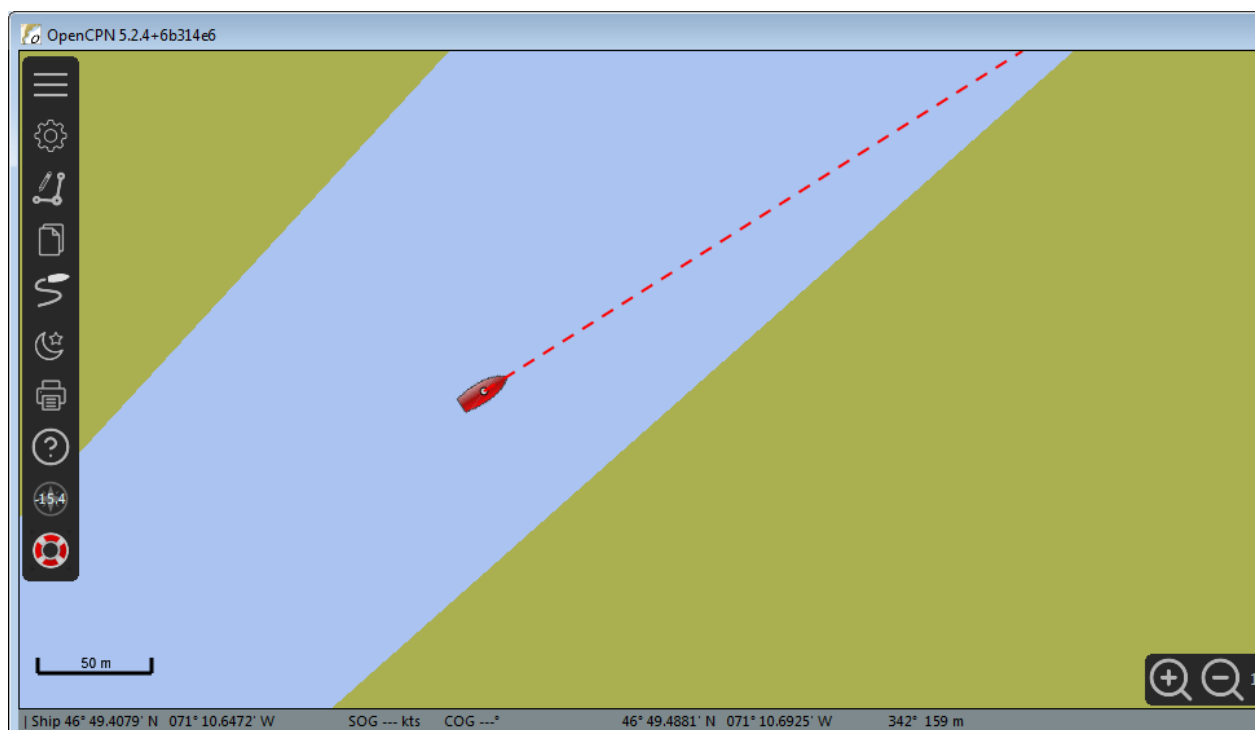 OpenCPN 5.2.4+6b314e6
?
-15.4
50 m
1
| Ship 46° 49.4079' N 071° 10.6472' W SOG --- kts COG ---° 46° 49.4881' N 071° 10.6925' W 342° 159 m